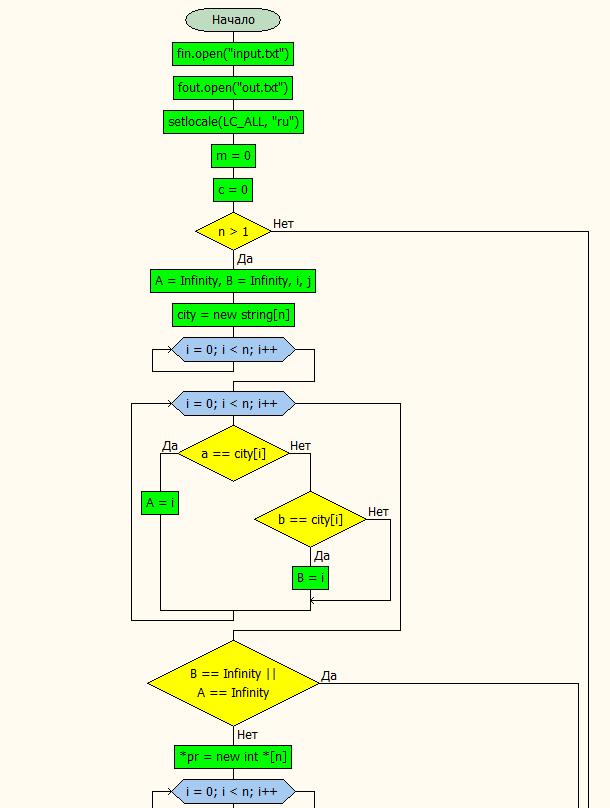 Начало
fin.open("input.txt")
fout.open("out.txt")
setlocale(LC_ALL, "ru")
m = 0
c = 0
n > 1
Нет
Да
A = Infinity, B = Infinity, i, j
city = new string[n]
i = 0; i < n; i++
i = 0; i < n; i++
Да
a == city[i]
Нет
A = i
b == city[i]
Нет
Да
B = i
B == Infinity ||
A == Infinity
Да
Нет
*pr = new int *[n]
i = 0; i < n; i++